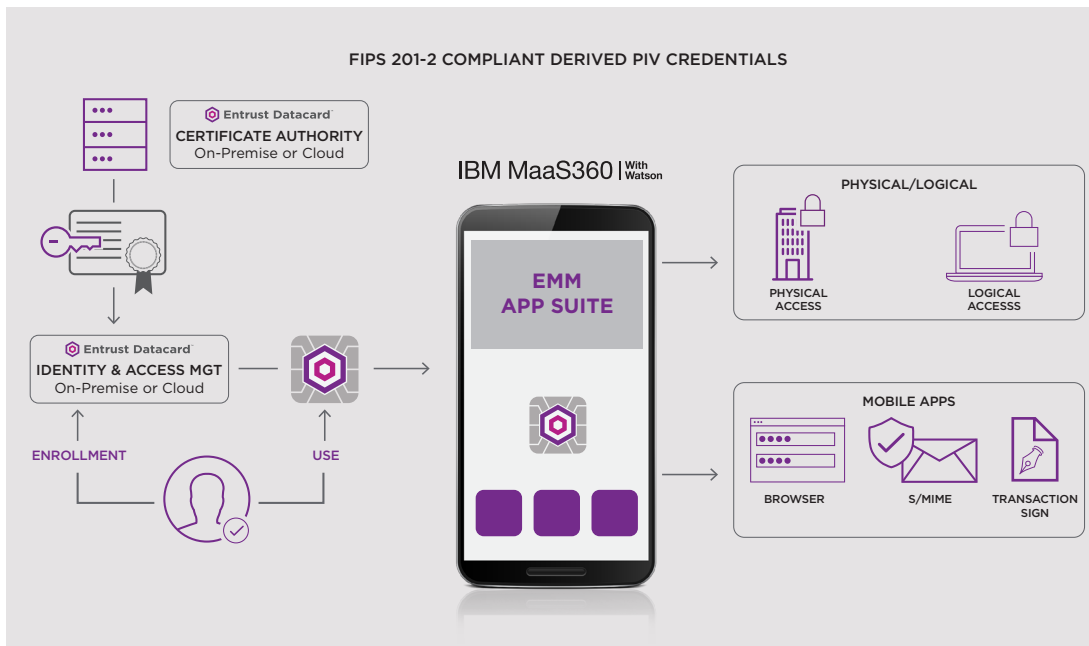 FIPS 201-2 COMPLIANT DERIVED PIV CREDENTIALS
Entrust Datacard™
CERTIFICATE AUTHORITY
On-Premise or Cloud
Entrust Datacard™
IDENTITY & ACCESS MGT
On-Premise or Cloud
ENROLLMENT
USE
IBM MaaS360 | With
Watson
EMM
APP SUITE
PHYSICAL/LOGICAL
PHYSICAL
ACCESS
LOGICAL
ACCESSS
MOBILE APPS
BROWSER
S/MIME
TRANSACTION
SIGN